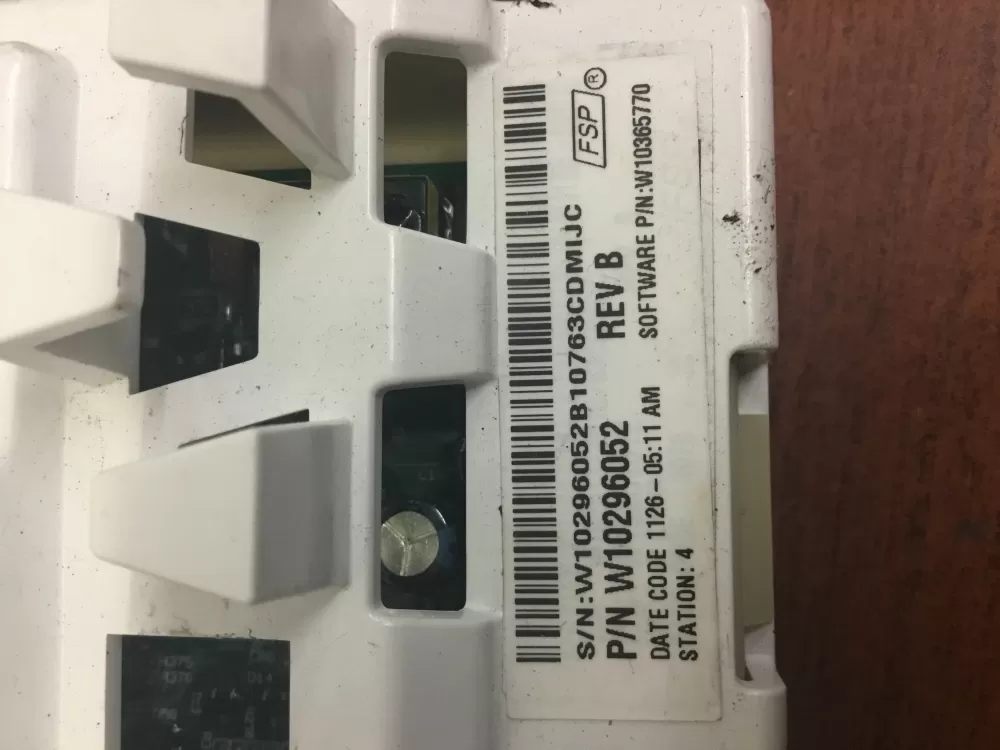 FSP®
S/N:W10296052B10763CDMIJC
P/N W10296052 REV B
DATE CODE 1126-05:11 AM SOFTWARE P/N:W10365770
STATION: 4